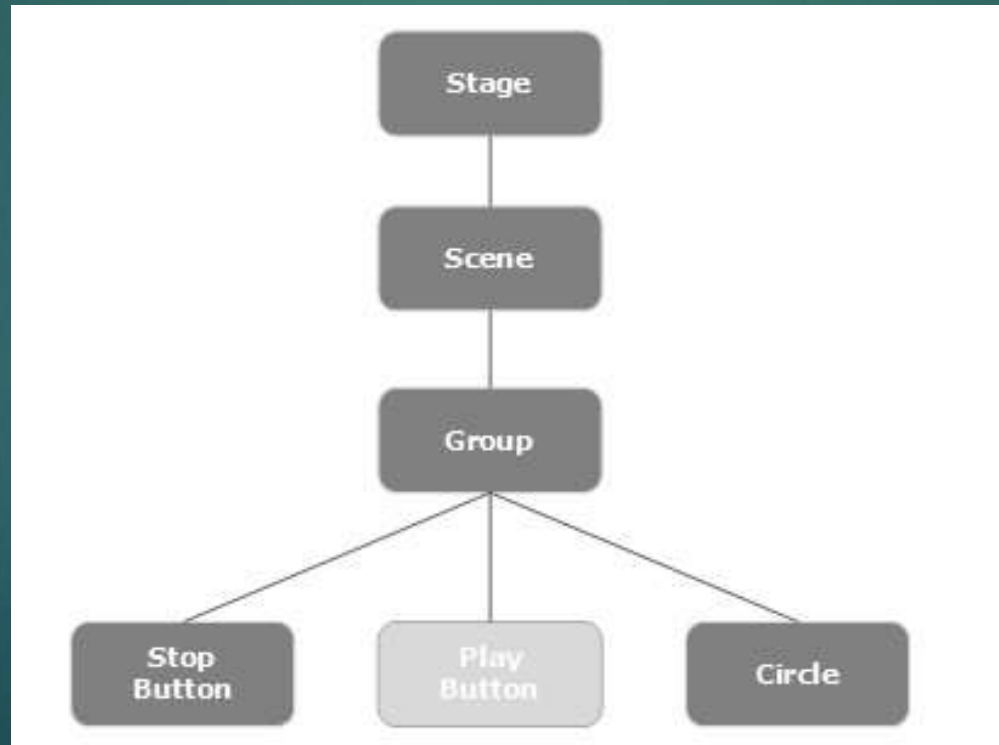 Stage
Scene
Group
Stop
Button
Play
Button
Circle